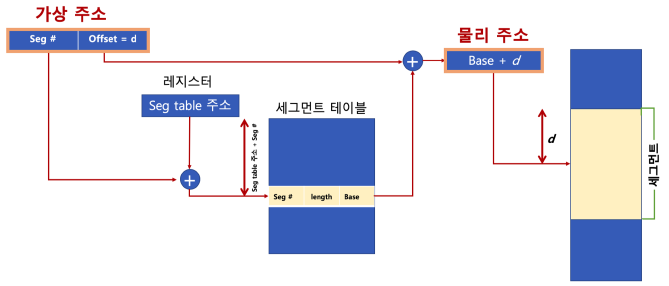 가상 주소
Seg #
Offset = d
물리 주소
+
Base + d
레지스터
Seg table 주소
세그먼트 테이블
Seg table 주소 + Seg #
d
세그먼트
+
Seg #
length
Base